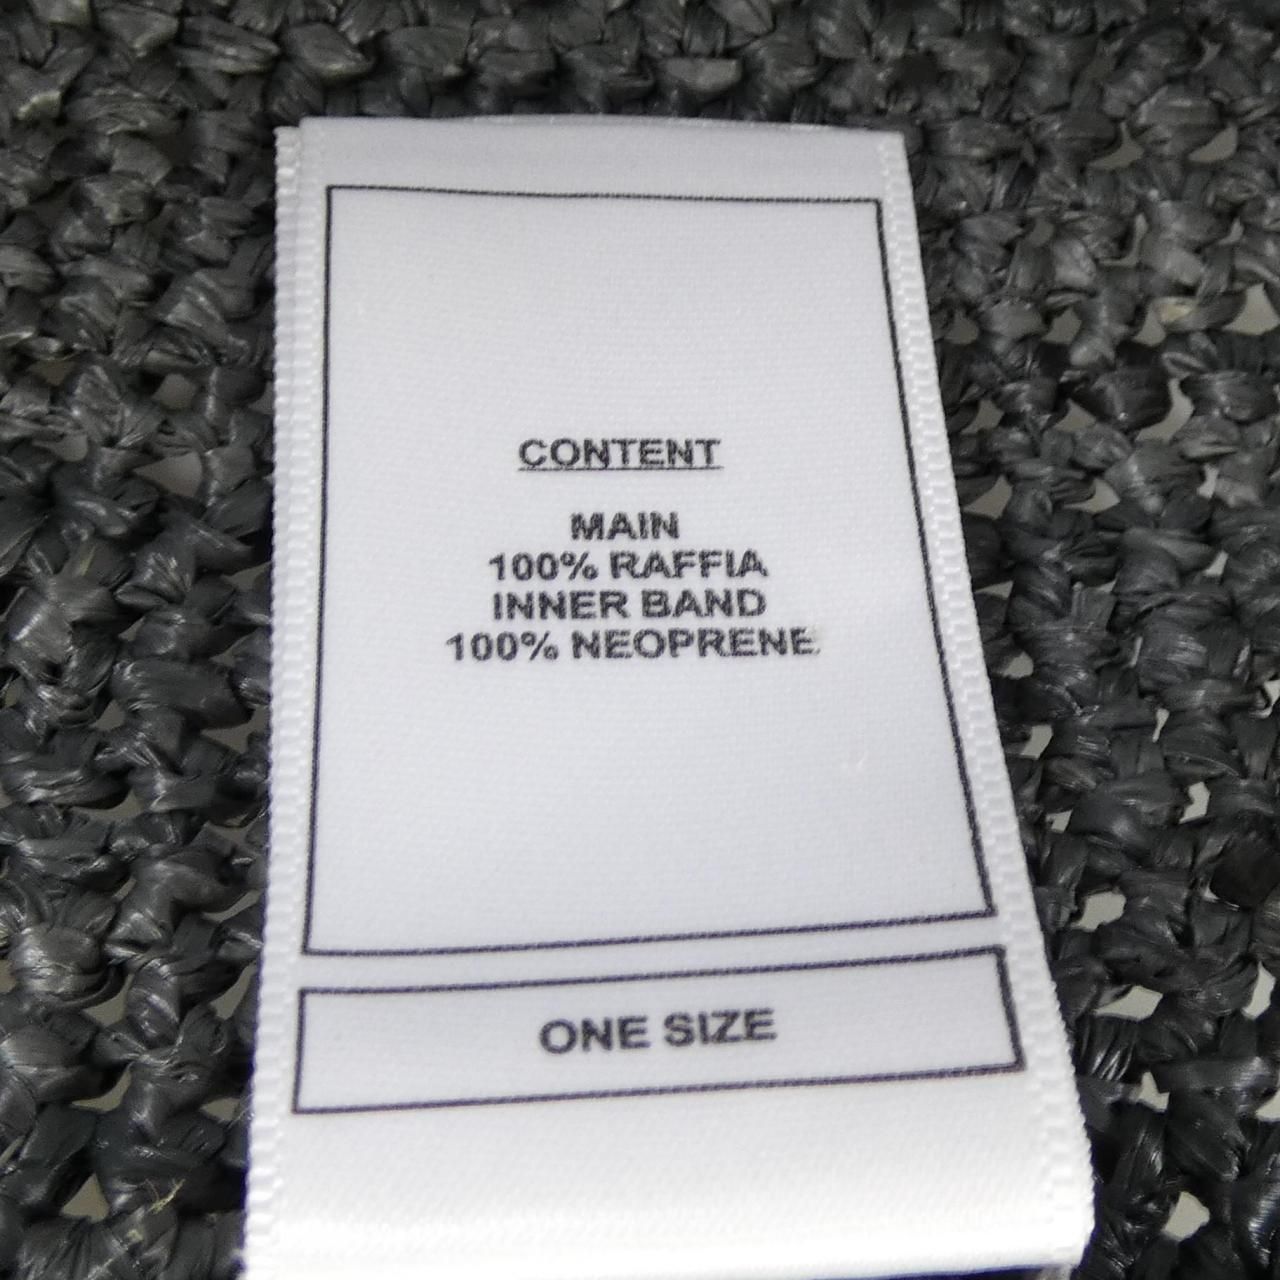 CONTENT
MAIN
100% RAFFIA
INNER BAND
100% NEOPRENE
ONE SIZE